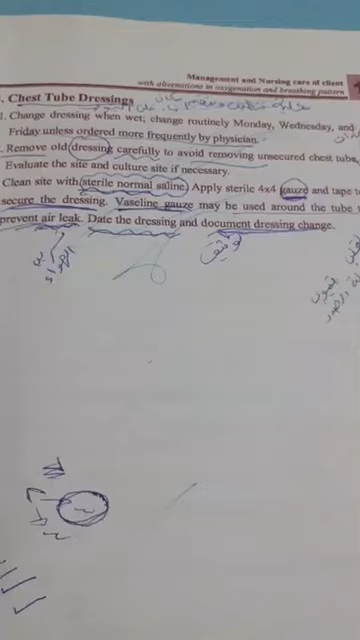 Management and Nursing care of client
with alternations in oxygenation and breathing pattern
. Chest Tube Dressings
1. Change dressing when wet; change routinely Monday, Wednesday, and
Friday unless ordered more frequently by physician.
. Remove old dressing carefully to avoid removing unsecured chest tubes,
Evaluate the site and culture site if necessary.
Clean site with (sterile normal saline) Apply sterile 4x4 gauze and tape to
secure the dressing. Vaseline gauze may be used around the tube
prevent air leak. Date the dressing and document dressing change.
توثيق